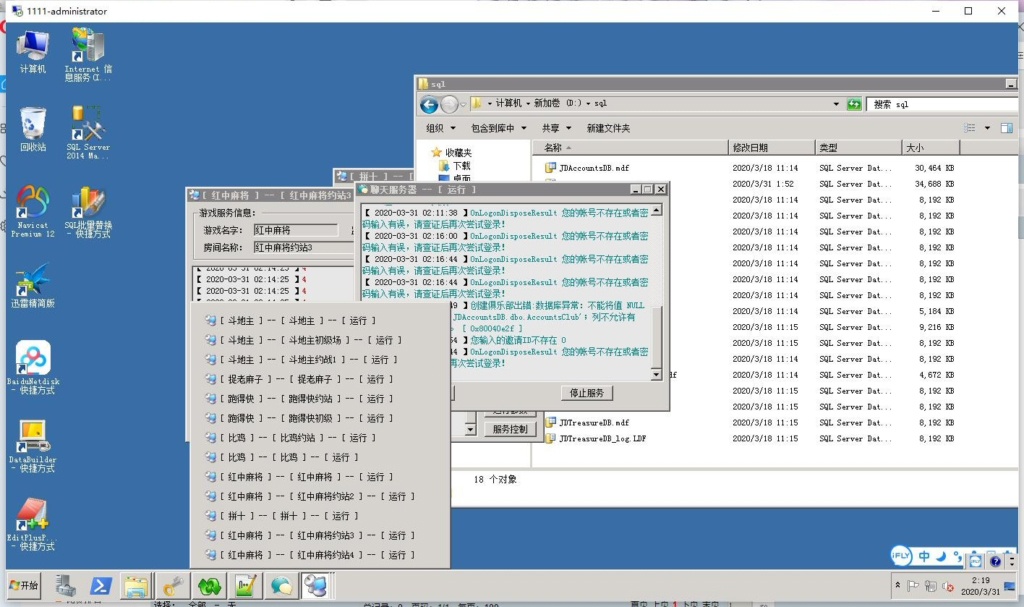 1111-administrator
计算机
Internet 信
息服务(I...
回收站
SQL Server
2014 Ma...
Navicat
Premium 12
SQL批量替换
- 快捷方式
迅雷精简版
BaiduNetdisk
- 快捷方式
DataBuilder
- 快捷方式
EditPlusP...
- 快捷方式
sql
计算机
新加卷 (D:)
sql
搜索 sql
组织
包含到库中
共享
新建文件夹
收藏夹
下载
桌面
名称
修改日期
类型
大小
JDAccountsDB.mdf 2020/3/18 11:14 SQL Server Dat... 30,464 KB
2020/3/31 1:52 SQL Server Dat... 34,688 KB
2020/3/18 11:14 SQL Server Dat... 8,192 KB
2020/3/18 11:15 SQL Server Dat... 8,192 KB
2020/3/18 11:14 SQL Server Dat... 8,192 KB
2020/3/18 11:14 SQL Server Dat... 8,192 KB
2020/3/18 11:14 SQL Server Dat... 8,192 KB
2020/3/18 11:14 SQL Server Dat... 8,192 KB
2020/3/18 11:14 SQL Server Dat... 8,192 KB
2020/3/18 11:14 SQL Server Dat... 5,184 KB
2020/3/18 11:15 SQL Server Dat... 9,216 KB
2020/3/18 11:15 SQL Server Dat... 8,192 KB
2020/3/18 11:14 SQL Server Dat... 8,192 KB
df 2020/3/18 11:14 SQL Server Dat... 4,672 KB
2020/3/18 11:15 SQL Server Dat... 8,192 KB
2020/3/18 11:15 SQL Server Dat... 8,192 KB
JDTreasureDB.mdf 2020/3/18 11:15 SQL Server Dat... 8,192 KB
JDTreasureDB_log.LDF 2020/3/18 11:15 SQL Server Dat... 8,192 KB
18 个对象
[ 拼十 ] -- [
[ 红中麻将 ] -- [ 红中麻将约站3
游戏服务信息:
游戏名字: 红中麻将
房间名称: 红中麻将约站3
【 2020-03-31 02:14:25 】4
【 2020-03-31 02:14:25 】4
【 2020-03-31 02:14:25 】4
聊天服务器 -- [ 运行 ]
【 2020-03-31 02:11:38 】OnLogonDisposeResult 您的帐号不存在或者密
码输入有误，请查证后再次尝试登录!
【 2020-03-31 02:16:00 】OnLogonDisposeResult 您的帐号不存在或者密
码输入有误，请查证后再次尝试登录!
【 2020-03-31 02:16:44 】OnLogonDisposeResult 您的帐号不存在或者密
码输入有误，请查证后再次尝试登录!
【 2020-03-31 02:16:44 】OnLogonDisposeResult 您的帐号不存在或者密
码输入有误，请查证后再次尝试登录!
49 】创建俱乐部出错:数据库异常: 不能将值 NULL
JDAccountsDB.dbo.AccountsClub'; 列不允许有
[ 0x80040e2f ]
54 】您输入的邀请ID不存在 0
44 】OnLogonDisposeResult 您的帐号不存在或者密
再次尝试登录!
停止服务
服务控制
[ 斗地主 ] -- [ 斗地主 ] -- [ 运行 ]
[ 斗地主 ] -- [ 斗地主初级场 ] -- [ 运行 ]
[ 斗地主 ] -- [ 斗地主约战1 ] -- [ 运行 ]
[ 捉老麻子 ] -- [ 捉老麻子 ] -- [ 运行 ]
[ 跑得快 ] -- [ 跑得快约站 ] -- [ 运行 ]
[ 跑得快 ] -- [ 跑得快初级 ] -- [ 运行 ]
[ 比鸡 ] -- [ 比鸡约站 ] -- [ 运行 ]
[ 比鸡 ] -- [ 比鸡 ] -- [ 运行 ]
[ 红中麻将 ] -- [ 红中麻将 ] -- [ 运行 ]
[ 红中麻将 ] -- [ 红中麻将约站2 ] -- [ 运行 ]
[ 拼十 ] -- [ 拼十 ] -- [ 运行 ]
[ 红中麻将 ] -- [ 红中麻将约站3 ] -- [ 运行 ]
[ 红中麻将 ] -- [ 红中麻将约站4 ] -- [ 运行 ]
iFLY 中
开始
2:19
2020/3/31